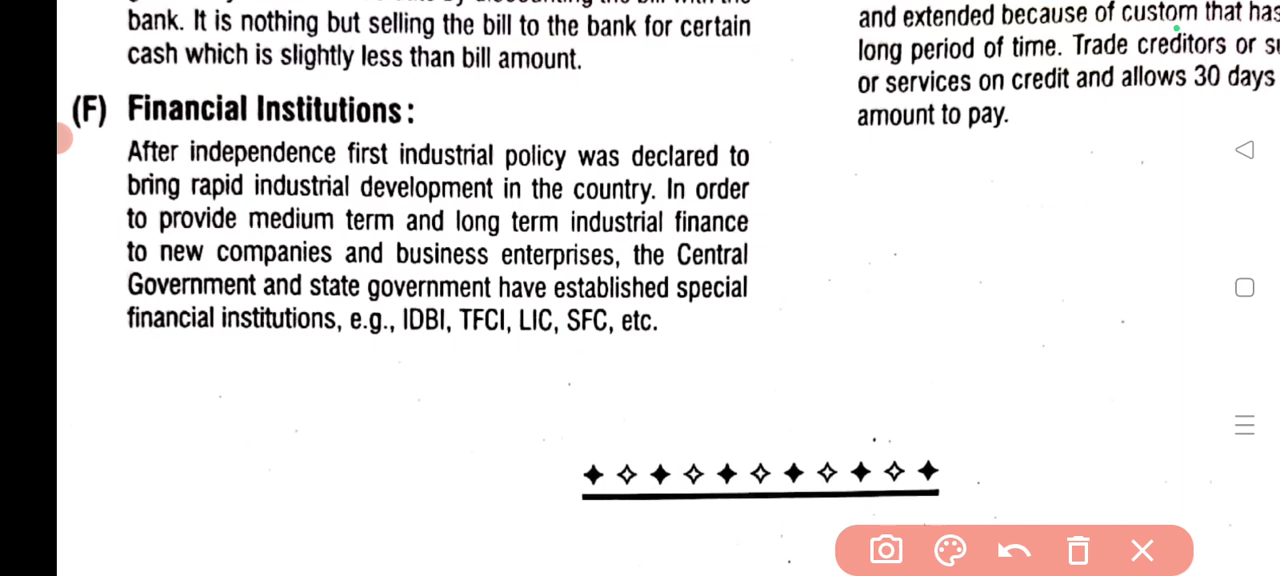 bank. It is nothing but selling the bill to the bank for certain
cash which is slightly less than bill amount.
(F) Financial Institutions :
After independence first industrial policy was declared to
bring rapid industrial development in the country. In order
to provide medium term and long term industrial finance
to new companies and business enterprises, the Central
Government and state government have established special
financial institutions, e.g., IDBI, TFCI, LIC, SFC, etc.
and extended because of custom that has
long period of time. Trade creditors or
or services on credit and allows 30 days
amount to pay.